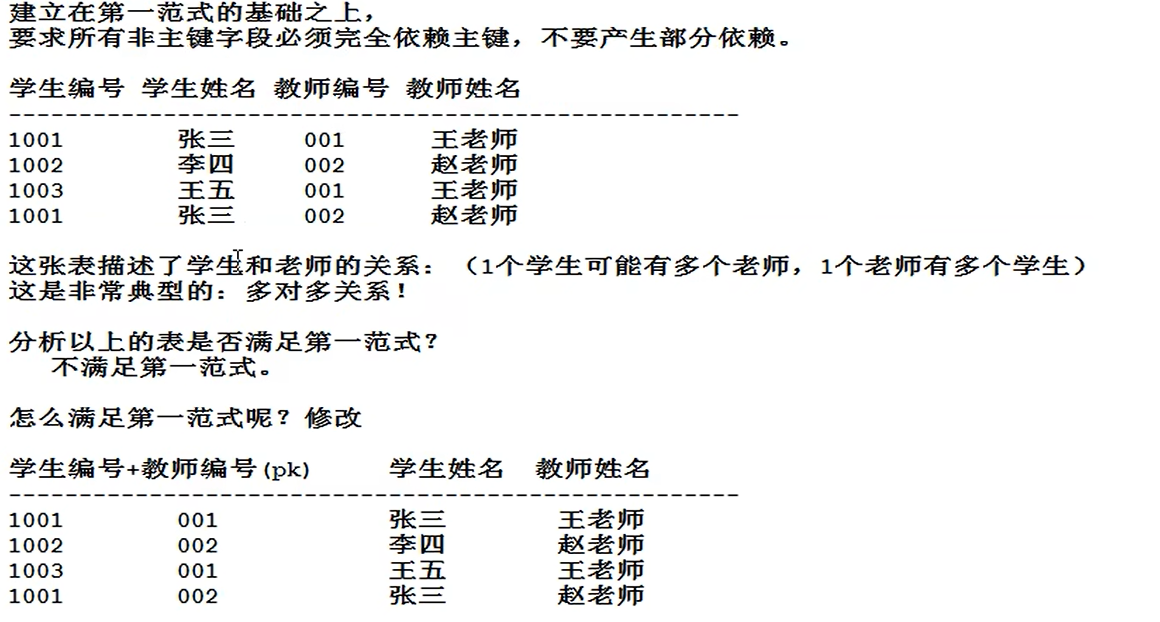 建立在第一范式的基础之上，
要求所有非主键字段必须完全依赖主键，不要产生部分依赖。
学生编号 学生姓名 教师编号 教师姓名
----------------------------------------------------
1001 张三 001 王老师
1002 李四 002 赵老师
1003 王五 001 王老师
1001 张三 002 赵老师
这张表描述了学生和老师的关系：（1个学生可能有多个老师，1个老师有多个学生）
这是非常典型的：多对多关系！
分析以上的表是否满足第一范式？
不满足第一范式。
怎么满足第一范式呢？修改
学生编号+教师编号(pk) 学生姓名 教师姓名
----------------------------------------------------
1001 001 张三 王老师
1002 002 李四 赵老师
1003 001 王五 王老师
1001 002 张三 赵老师